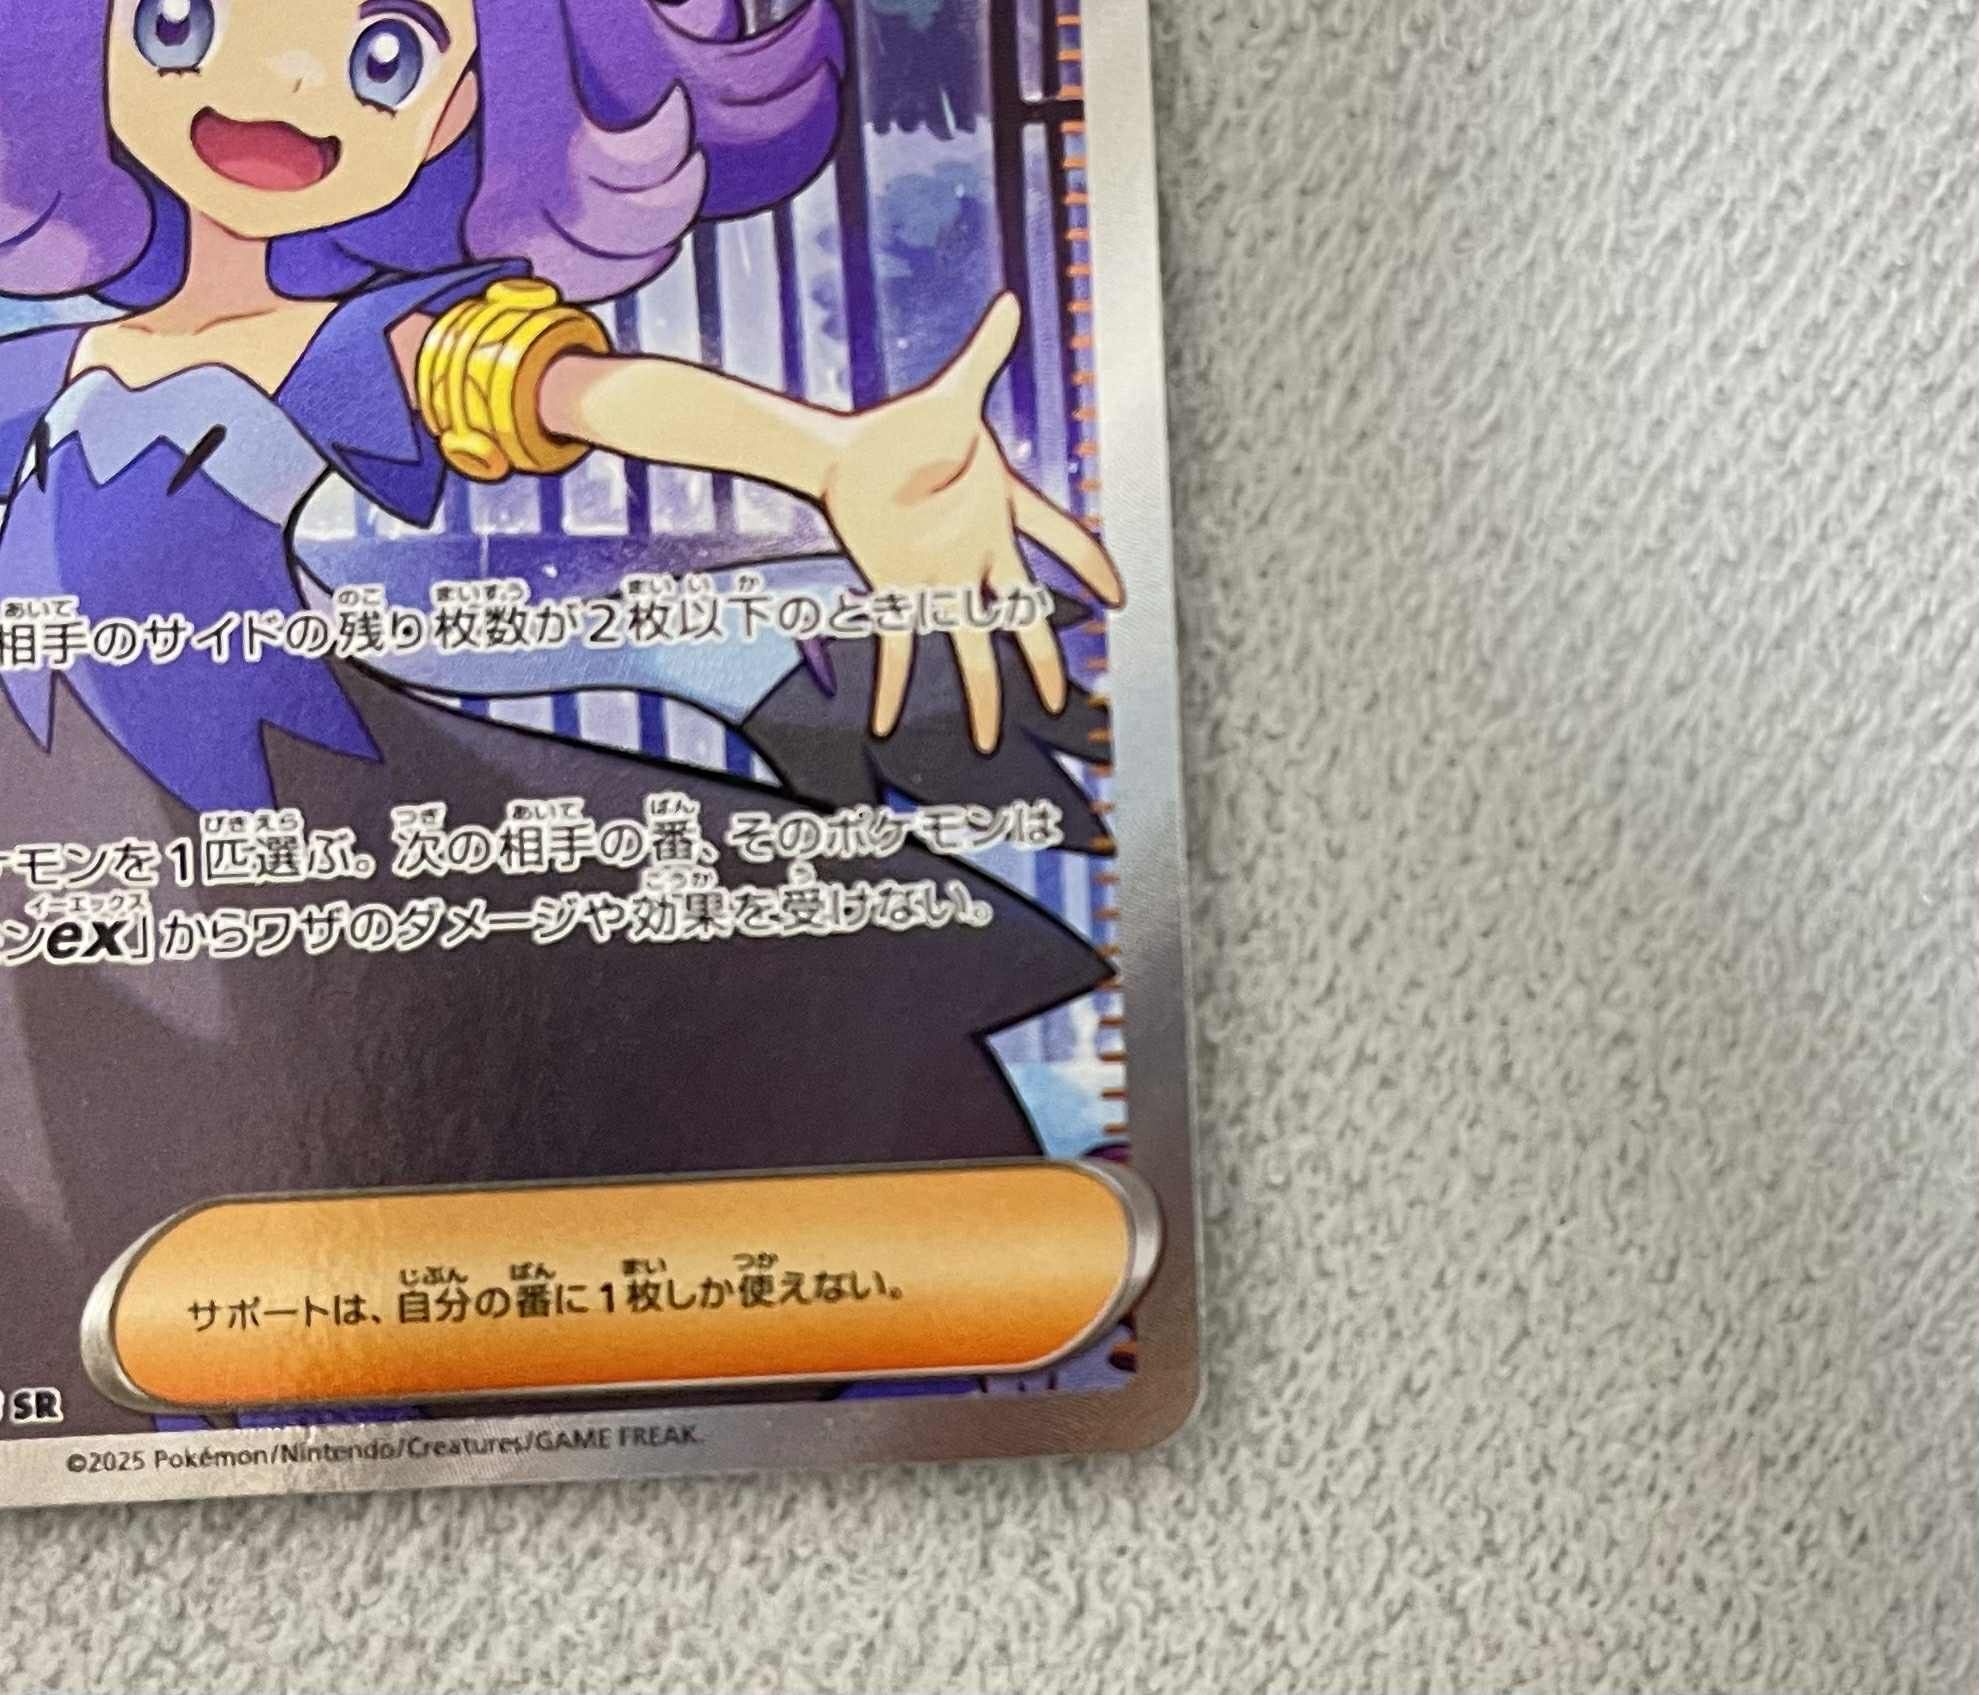 相手のサイドの残り枚数が2枚以下のときにしか
ケモンを1匹選ぶ。次の相手の番、そのポケモンは
ンex」からワザのダメージや効果を受けない。
サポートは、自分の番に1枚しか使えない。
SR
©2025 Pokémon/Nintendo/Creatures/GAME FREAK.